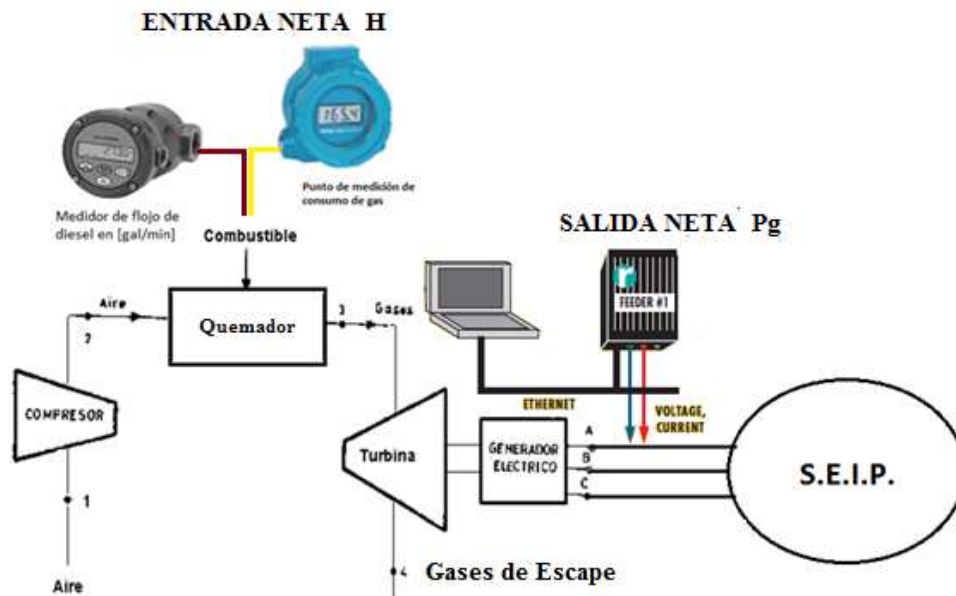 ENTRADA NETA H
165.4
Punto de medición de
consumo de gas
Medidor de flojo de
diesel en [gal/min]
Combustible
SALIDA NETA Pg
Aire
2
Quemador
3
Gases
r
FEEDER #1
COMPRESOR
ETHERNET
VOLTAGE,
CURRENT
Turbina
GENERADOR
ELECTRICO
A
B
C
S.E.I.P.
1
4
Gases de Escape
Aire